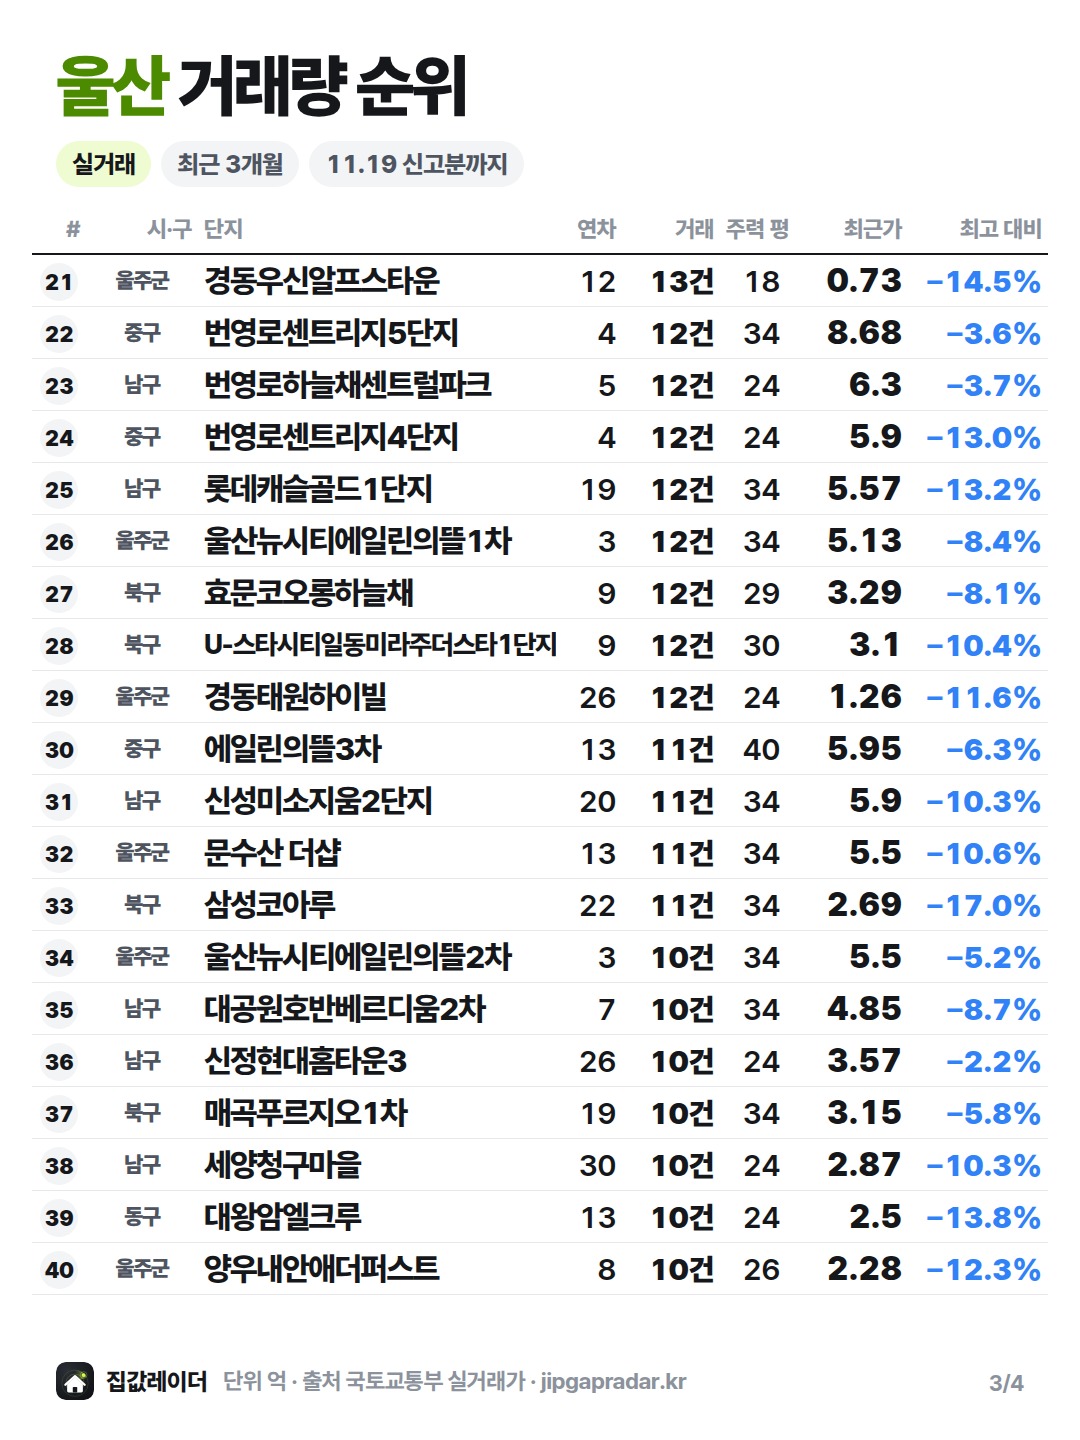 울산 거래량 순위
실거래 최근 3개월 11.19 신고분까지
# 시·구 단지 연차 거래 주력 평 최근가 최고 대비
21 울주군 경동우신알프스타운 12 13건 18 0.73 −14.5%
22 중구 번영로센트리지5단지 4 12건 34 8.68 −3.6%
23 남구 번영로하늘채센트럴파크 5 12건 24 6.3 −3.7%
24 중구 번영로센트리지4단지 4 12건 24 5.9 −13.0%
25 남구 롯데캐슬골드1단지 19 12건 34 5.57 −13.2%
26 울주군 울산뉴시티에일린의뜰1차 3 12건 34 5.13 −8.4%
27 북구 효문코오롱하늘채 9 12건 29 3.29 −8.1%
28 북구 U-스타시티일동미라주더스타1단지 9 12건 30 3.1 −10.4%
29 울주군 경동태원하이빌 26 12건 24 1.26 −11.6%
30 중구 에일린의뜰3차 13 11건 40 5.95 −6.3%
31 남구 신성미소지움2단지 20 11건 34 5.9 −10.3%
32 울주군 문수산 더샵 13 11건 34 5.5 −10.6%
33 북구 삼성코아루 22 11건 34 2.69 −17.0%
34 울주군 울산뉴시티에일린의뜰2차 3 10건 34 5.5 −5.2%
35 남구 대공원호반베르디움2차 7 10건 34 4.85 −8.7%
36 남구 신정현대홈타운3 26 10건 24 3.57 −2.2%
37 북구 매곡푸르지오1차 19 10건 34 3.15 −5.8%
38 남구 세양청구마을 30 10건 24 2.87 −10.3%
39 동구 대왕암엘크루 13 10건 24 2.5 −13.8%
40 울주군 양우내안애더퍼스트 8 10건 26 2.28 −12.3%
집값레이더 단위 억 · 출처 국토교통부 실거래가 · jipgapradar.kr 3/4